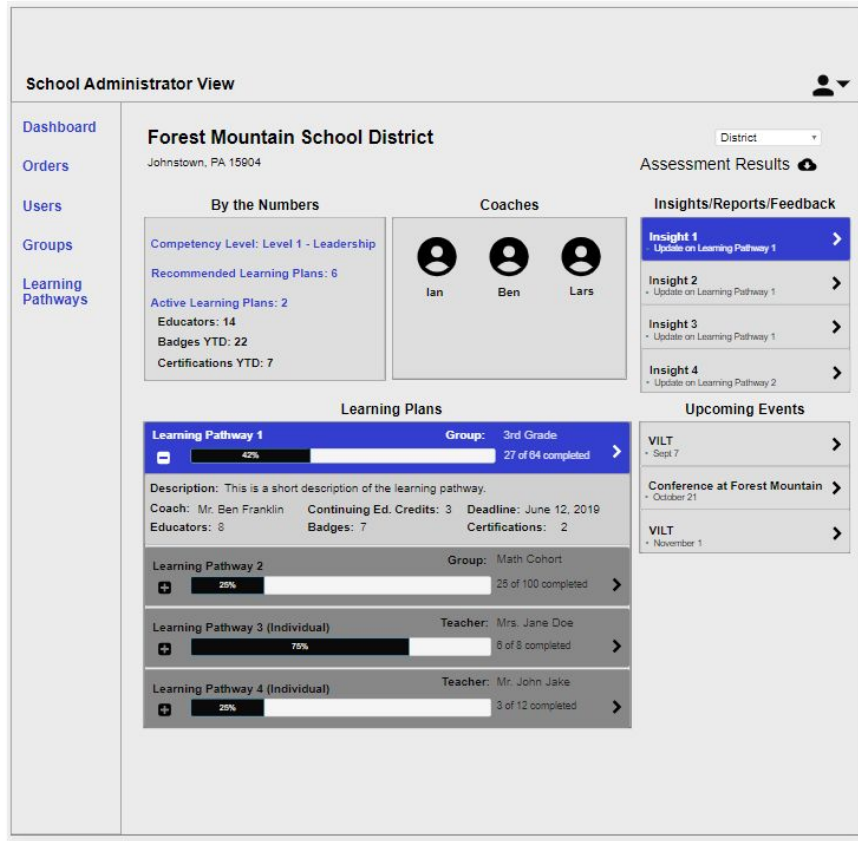 School Administrator View
Dashboard
Orders
Users
Groups
Learning
Pathways
Forest Mountain School District
Johnstown, PA 15904
District
Assessment Results
By the Numbers
Competency Level: Level 1 - Leadership
Recommended Learning Plans: 6
Active Learning Plans: 2
Educators: 14
Badges YTD: 22
Certifications YTD: 7
Coaches
Ian
Ben
Lars
Insights/Reports/Feedback
Insight 1
- Update on Learning Pathway 1
Insight 2
• Update on Learning Pathway 1
Insight 3
• Update on Learning Pathway 1
Insight 4
• Update on Learning Pathway 2
Learning Plans
Learning Pathway 1 Group: 3rd Grade
42% 27 of 64 completed
Description: This is a short description of the learning pathway.
Coach: Mr. Ben Franklin Continuing Ed. Credits: 3 Deadline: June 12, 2019
Educators: 8 Badges: 7 Certifications: 2
Learning Pathway 2 Group: Math Cohort
25% 25 of 100 completed
Learning Pathway 3 (Individual) Teacher: Mrs. Jane Doe
75% 6 of 8 completed
Learning Pathway 4 (Individual) Teacher: Mr. John Jake
25% 3 of 12 completed
Upcoming Events
VILT
• Sept 7
Conference at Forest Mountain
• October 21
VILT
• November 1